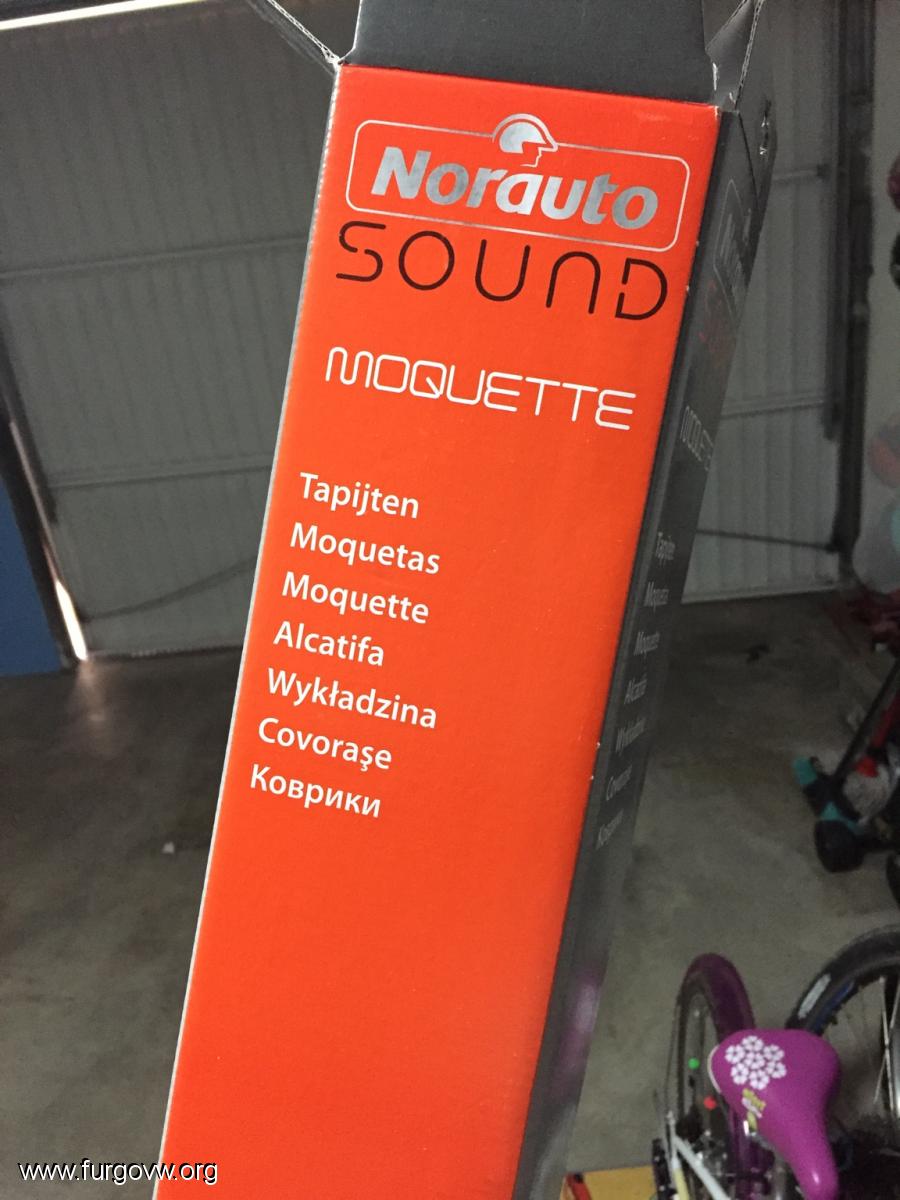 Norauto
SOUND
MOQUETTE
Tapijten
Moquetas
Moquette
Alcatifa
Wykładzina
Covoraşe
Коврики
www.furgovw.org